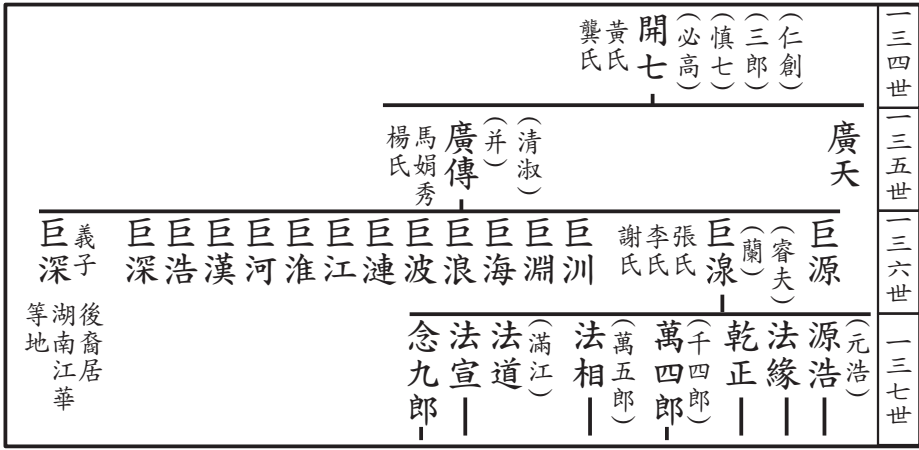 一三四世
（仁創）
（三郎）
（慎七）
（必高）
開七
黃氏
龔氏
一三五世
廣天
（清淑）
（并）
廣傳
馬娟秀
楊氏
一三六世
巨源
（睿夫）
（蘭）
巨湶
張氏
李氏
謝氏
巨汌
巨淵
巨海
巨浪
巨波
巨漣
巨江
巨淮
巨河
巨漢
巨浩
巨深
義子
巨深
後裔居
湖南江華
等地
一三七世
（元浩）
源浩
法緣
乾正
（千四郎）
萬四郎
（萬五郎）
法相
（滿江）
法道
法宣
念九郎